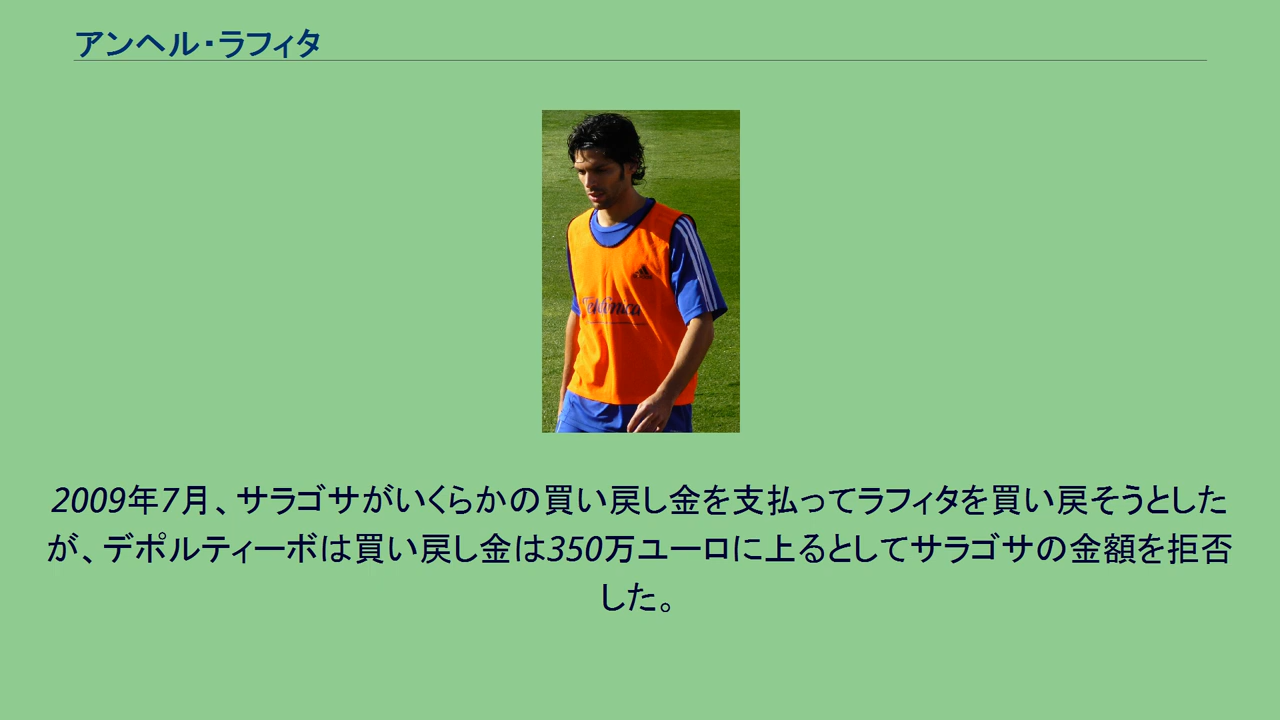 アンヘル・ラフィタ
adidas
Telefónica
2009年7月、サラゴサがいくらかの買い戻し金を支払ってラフィタを買い戻そうとした
が、デポルティーボは買い戻し金は350万ユーロに上るとしてサラゴサの金額を拒否
した。